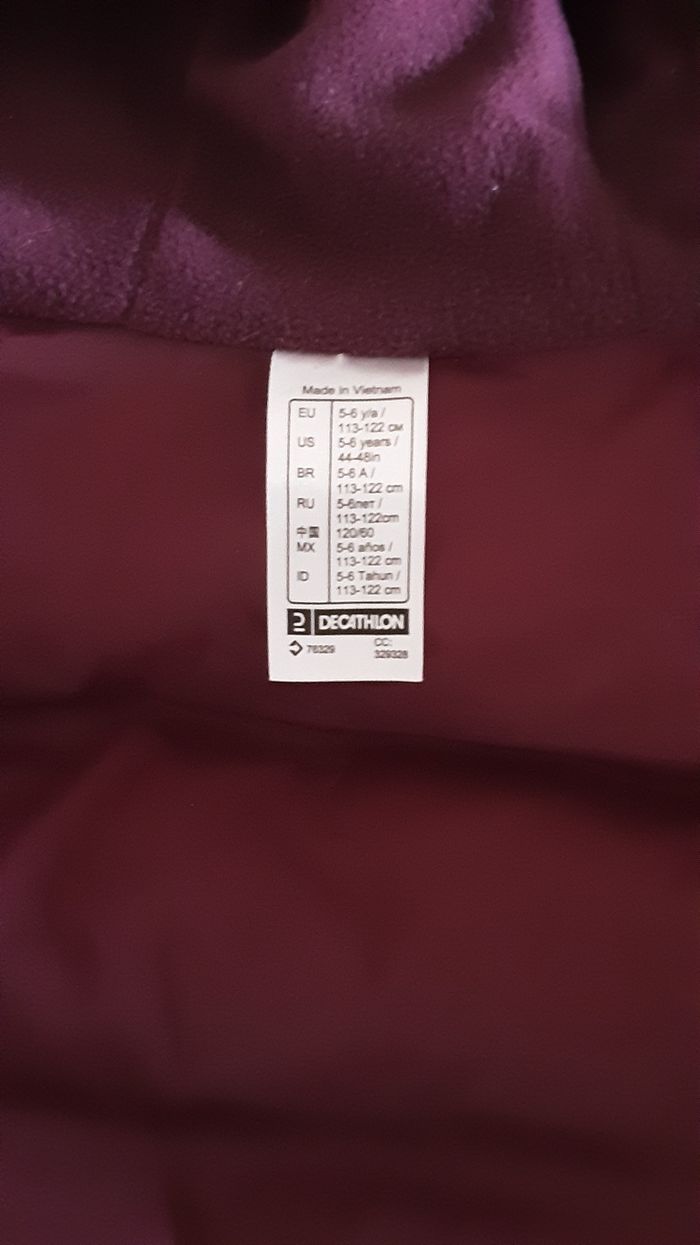 Made in Vietnam
EU 5-6 y/a /
113-122 см
US 5-6 years /
44-48in
BR 5-6 A /
113-122 cm
RU 5-6лет /
113-122cm
中国 120/60
MX 5-6 años /
113-122 cm
ID 5-6 Tahun /
113-122 cm
DECATHLON
76329 CC:
329328